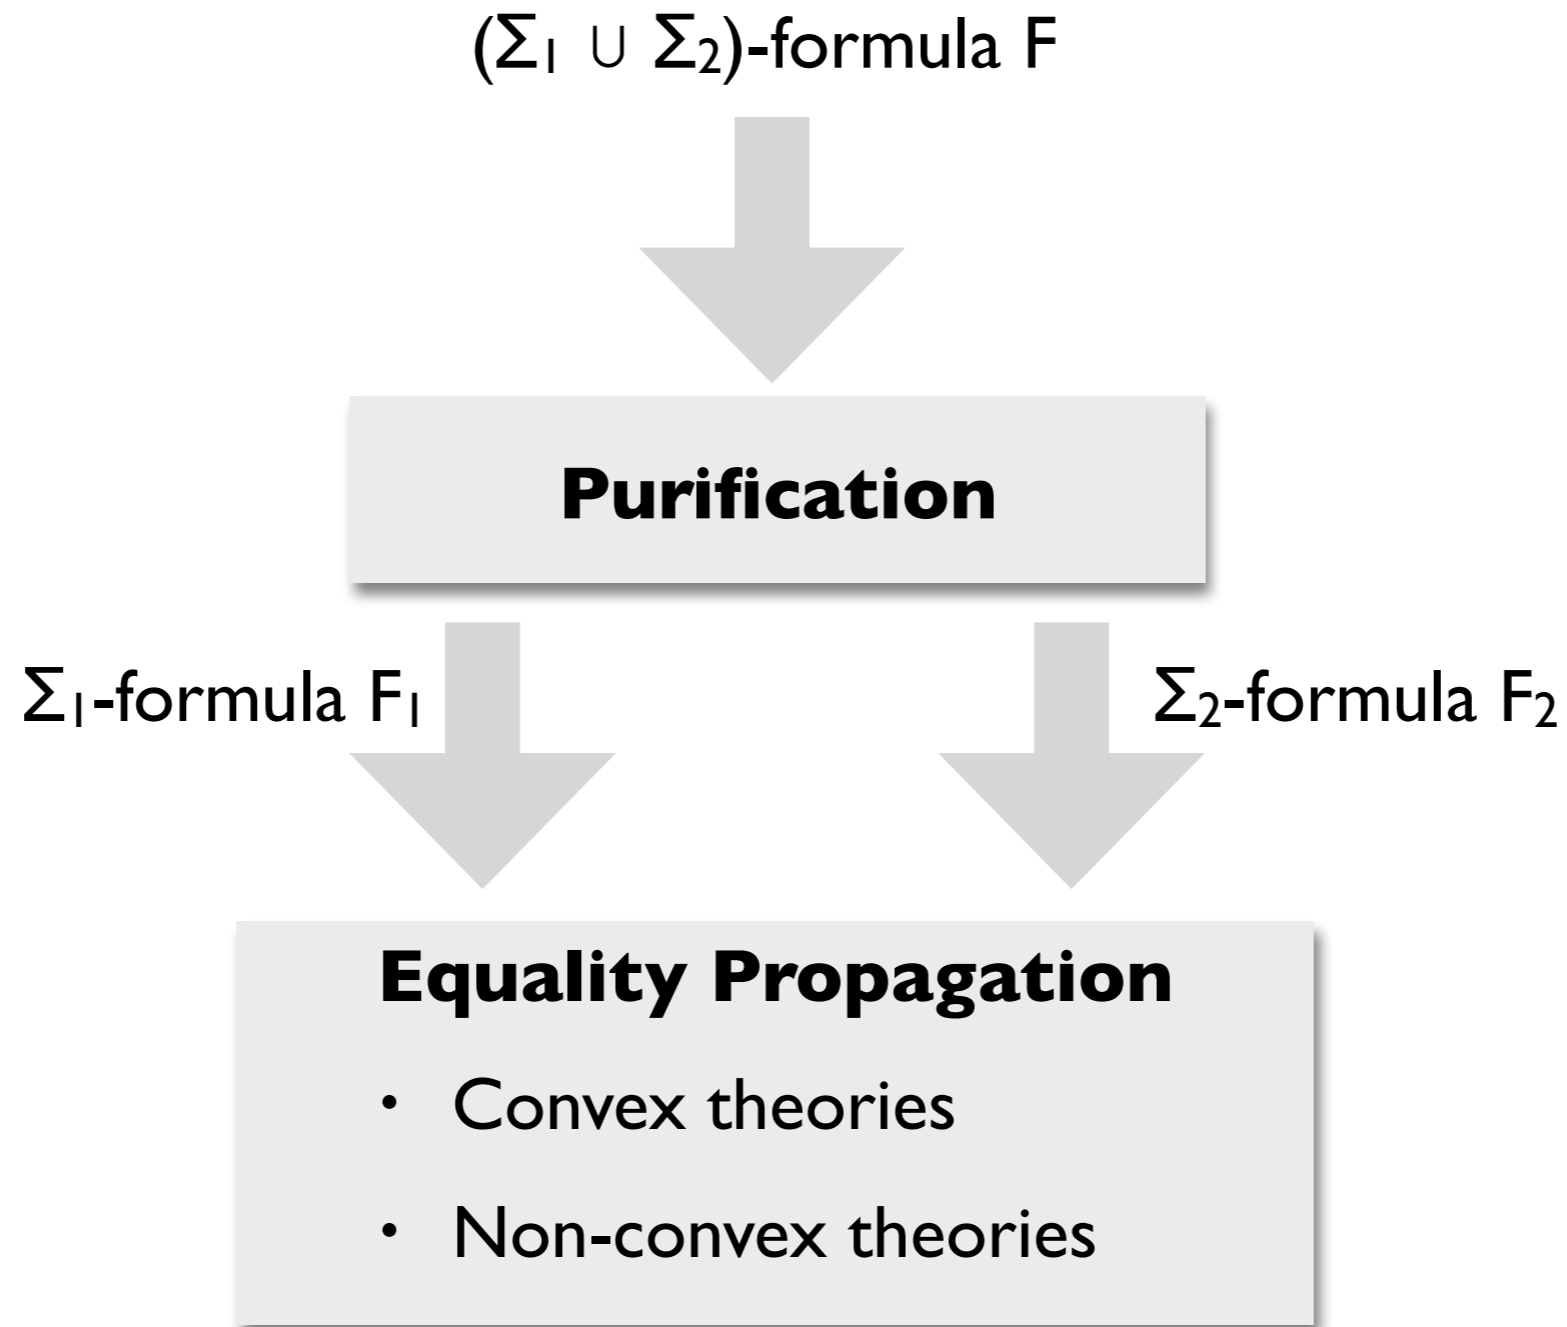 (Σ₁ ∪ Σ₂)-formula F
Purification
Σ₁-formula F₁
Σ₂-formula F₂
Equality Propagation
• Convex theories
• Non-convex theories